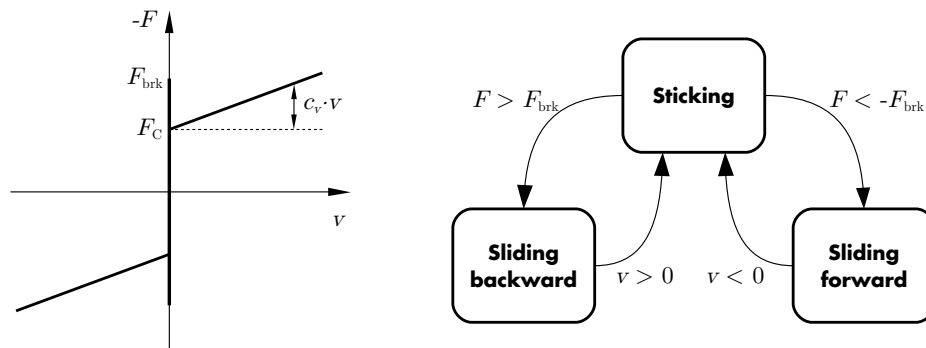 -F
F_brk
c_v·v
F_C
v
Sticking
F > F_brk
F < -F_brk
Sliding
backward
v > 0
v < 0
Sliding
forward